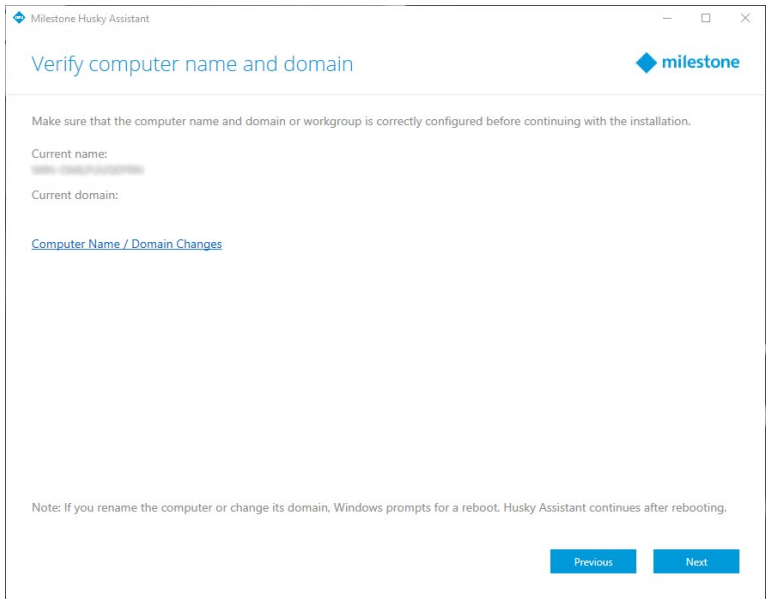 Milestone Husky Assistant
Verify computer name and domain
milestone
Make sure that the computer name and domain or workgroup is correctly configured before continuing with the installation.
Current name:
Current domain:
Computer Name / Domain Changes
Note: If you rename the computer or change its domain, Windows prompts for a reboot. Husky Assistant continues after rebooting.
Previous
Next